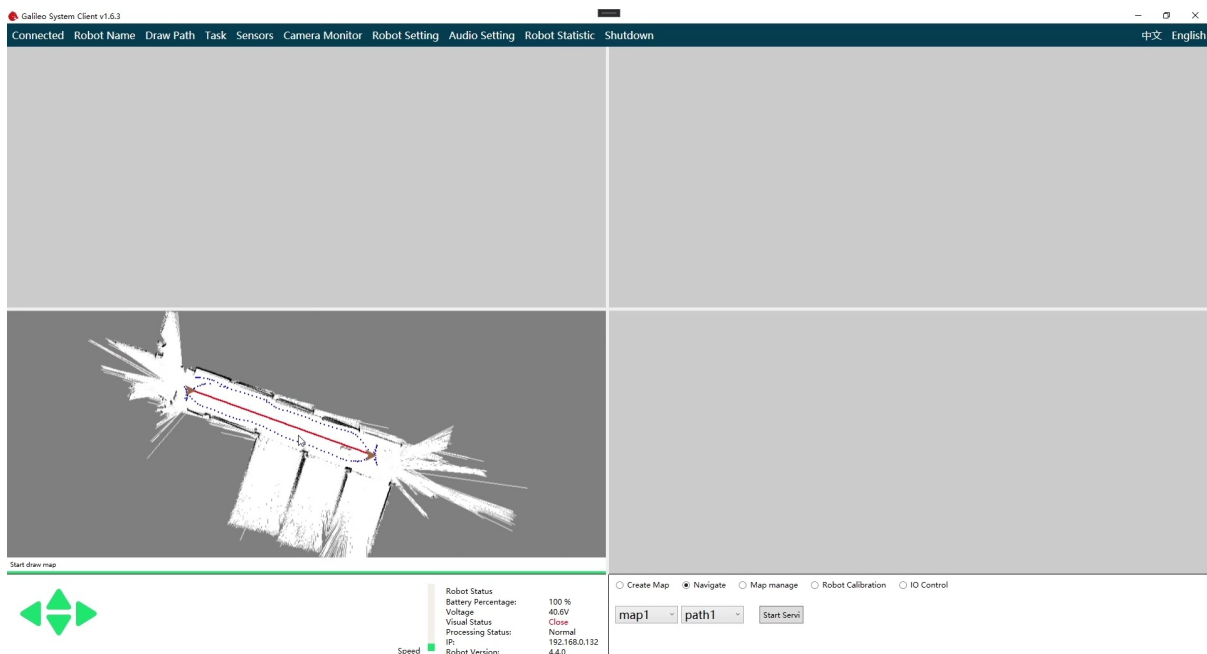 Galileo System Client v1.6.3
Connected Robot Name Draw Path Task Sensors Camera Monitor Robot Setting Audio Setting Robot Statistic Shutdown 中文 English
Start draw map
Robot Status
Battery Percentage: 100 %
Voltage 40.6V
Visual Status Close
Processing Status: Normal
IP: 192.168.0.132
Speed Robot Version: 4.4.0
Create Map Navigate Map manage Robot Calibration IO Control
map1 path1 Start Servi